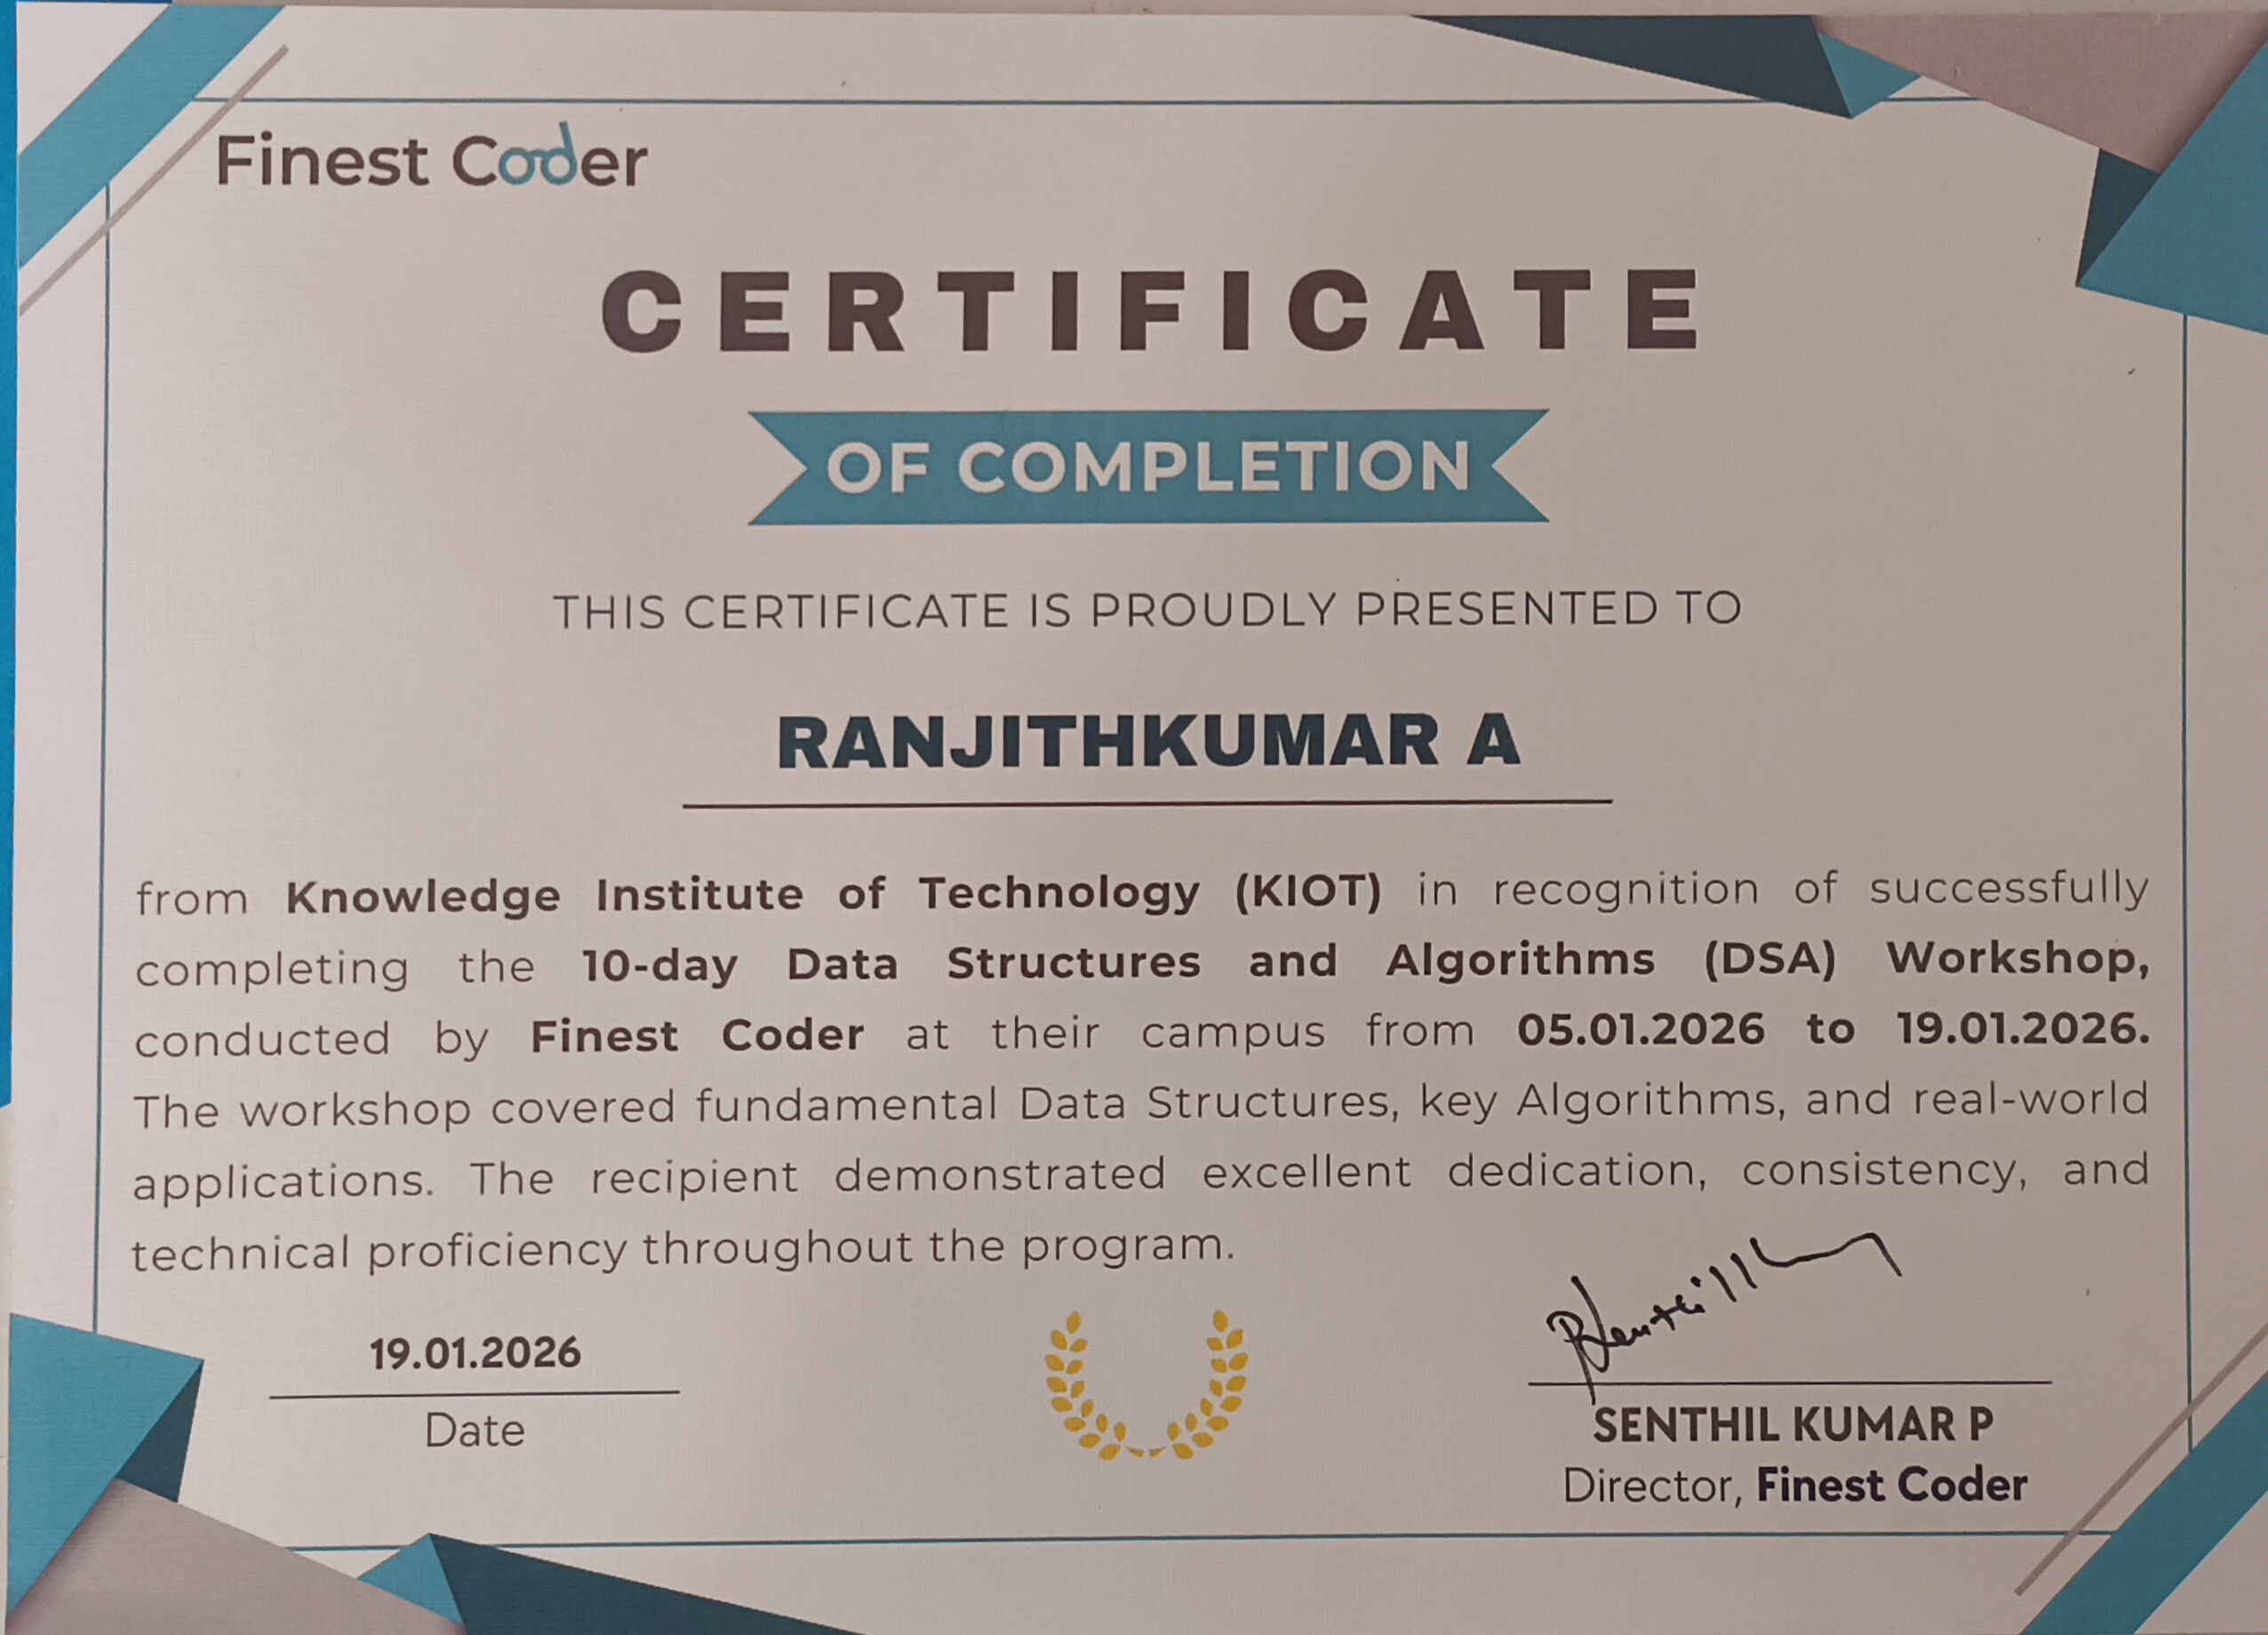 Finest Coder
CERTIFICATE
OF COMPLETION
THIS CERTIFICATE IS PROUDLY PRESENTED TO
RANJITHKUMAR A
from Knowledge Institute of Technology (KIOT) in recognition of successfully
completing the 10-day Data Structures and Algorithms (DSA) Workshop,
conducted by Finest Coder at their campus from 05.01.2026 to 19.01.2026.
The workshop covered fundamental Data Structures, key Algorithms, and real-world
applications. The recipient demonstrated excellent dedication, consistency, and
technical proficiency throughout the program.
19.01.2026
Date
SENTHIL KUMAR P
Director, Finest Coder